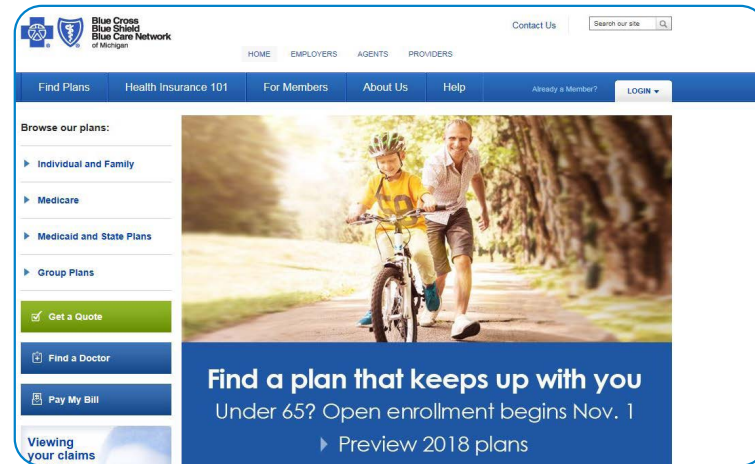 Blue Cross
Blue Shield
Blue Care Network
of Michigan
Contact Us
Search our site
HOME EMPLOYERS AGENTS PROVIDERS
Find Plans Health Insurance 101 For Members About Us Help Already a Member? LOGIN
Browse our plans:
Individual and Family
Medicare
Medicaid and State Plans
Group Plans
Get a Quote
Find a Doctor
Pay My Bill
Viewing
your claims
Find a plan that keeps up with you
Under 65? Open enrollment begins Nov. 1
Preview 2018 plans